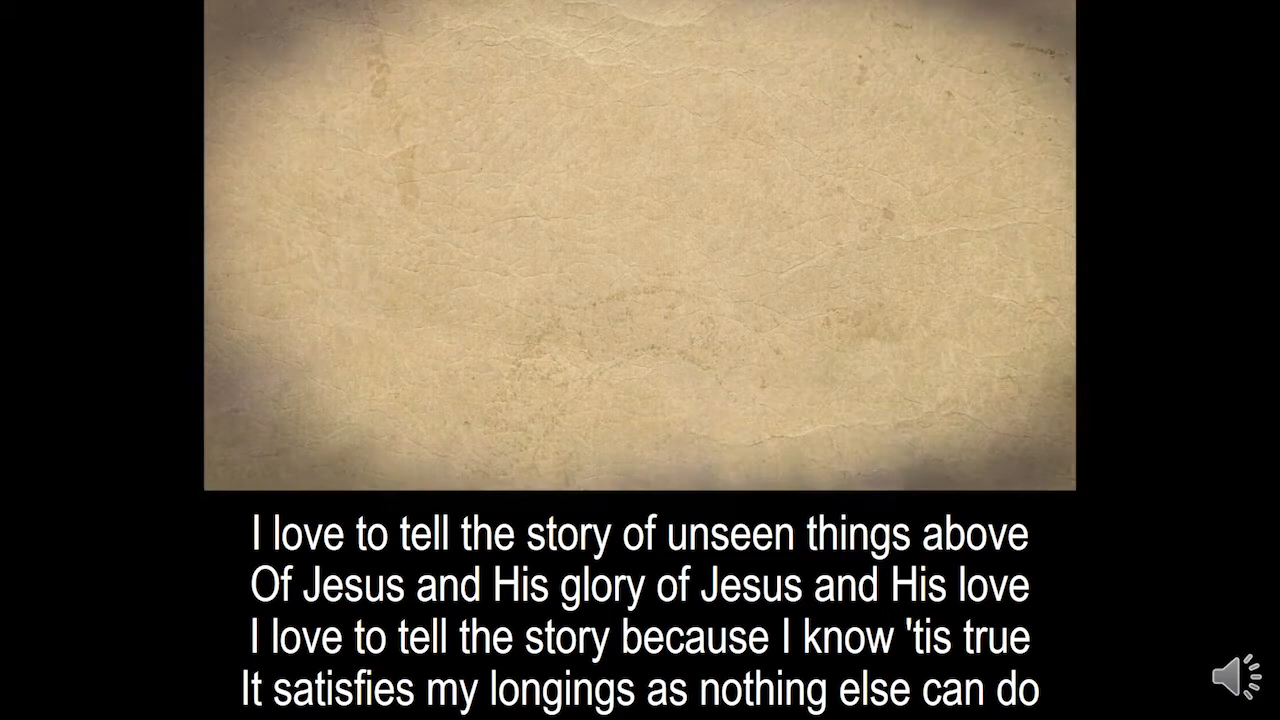 I love to tell the story of unseen things above
Of Jesus and His glory of Jesus and His love
I love to tell the story because I know 'tis true
It satisfies my longings as nothing else can do